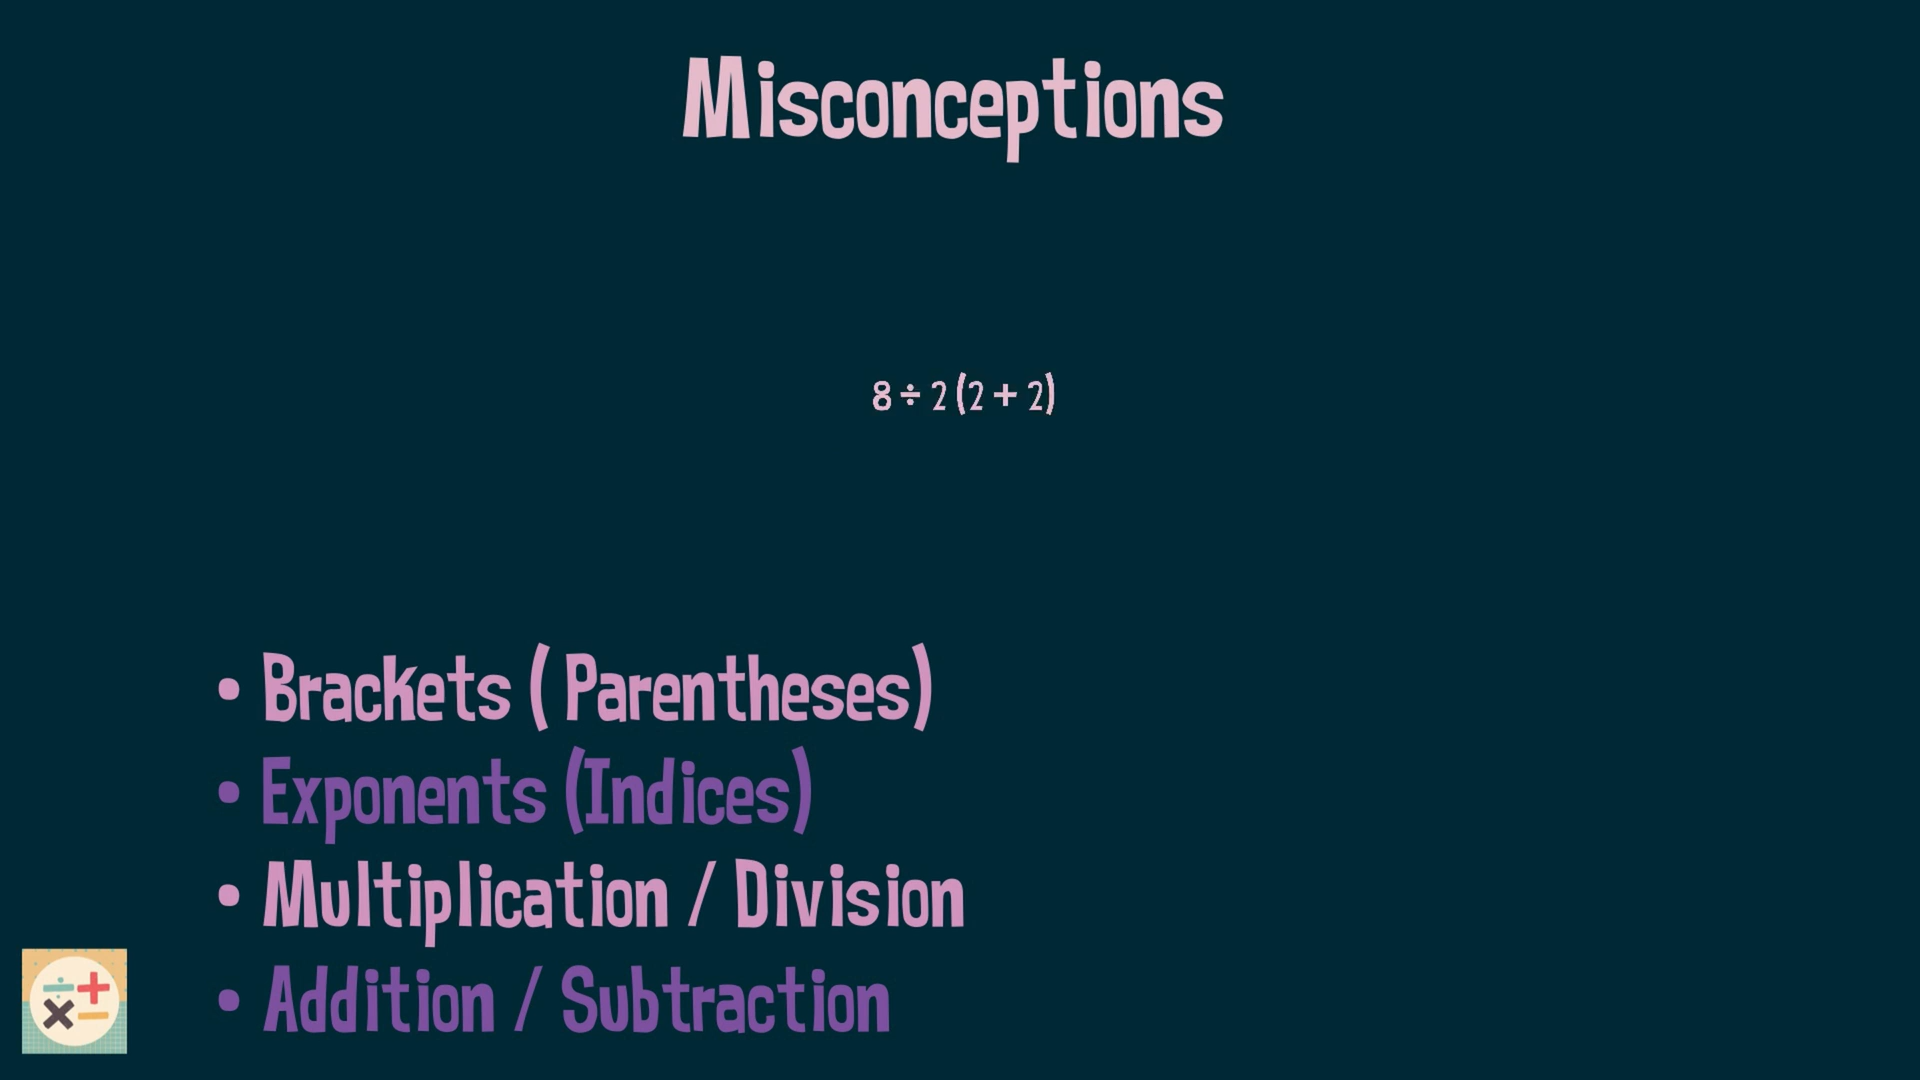 Misconceptions
8 ÷ 2 (2 + 2)
• Brackets ( Parentheses)
• Exponents (Indices)
• Multiplication / Division
• Addition / Subtraction